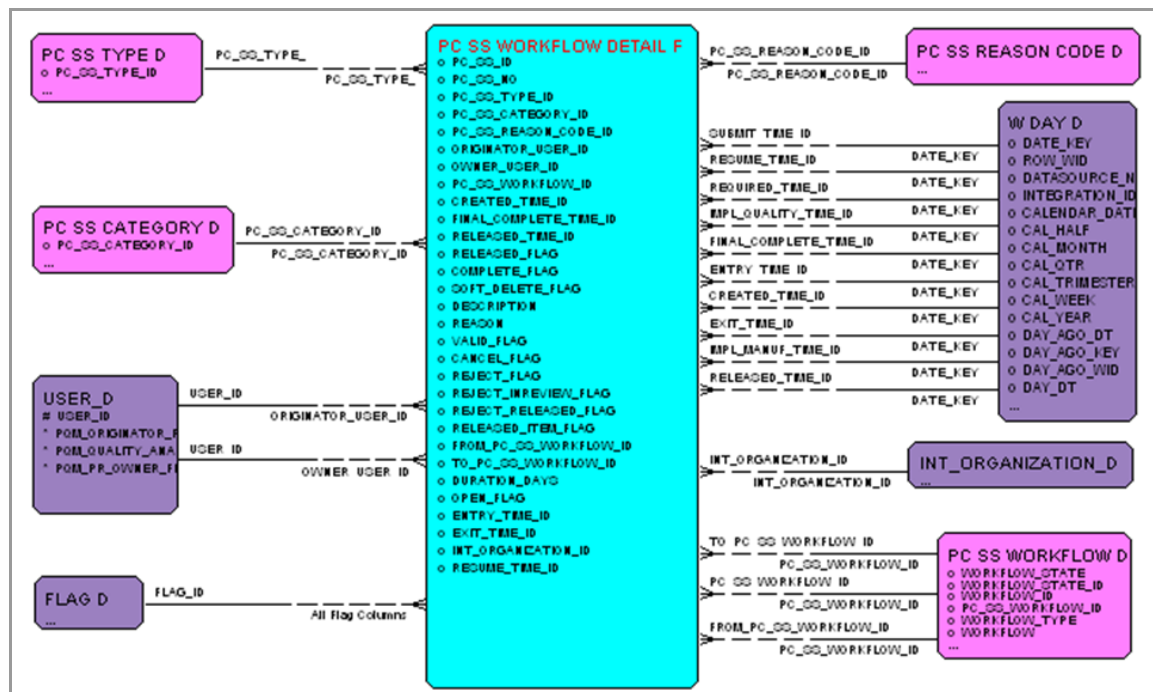 PC SS TYPE D
PC_SS_TYPE_ID
...
PC_SS_TYPE_
PC_SS_TYPE_
PC SS CATEGORY D
PC_SS_CATEGORY_ID
...
PC_SS_CATEGORY_ID
PC_SS_CATEGORY_ID
USER_D
# USER_ID
* PQM_ORIGINATOR_F
* PQM_QUALITY_ANA
* PQM_PR_OWNER_FL
...
USER_ID
ORIGINATOR_USER_ID
USER ID
OWNER USER ID
FLAG D
...
FLAG_ID
All Flag Columns
PC SS WORKFLOW DETAIL F
PC_SS_ID
PC_SS_NO
PC_SS_TYPE_ID
PC_SS_CATEGORY_ID
PC_SS_REASON_CODE_ID
ORIGINATOR_USER_ID
OWNER_USER_ID
PC_SS_WORKFLOW_ID
CREATED_TIME_ID
FINAL_COMPLETE_TIME_ID
RELEASED_TIME_ID
RELEASED_FLAG
COMPLETE_FLAG
SOFT_DELETE_FLAG
DESCRIPTION
REASON
VALID_FLAG
CANCEL_FLAG
REJECT_FLAG
REJECT_INREVIEW_FLAG
REJECT_RELEASED_FLAG
RELEASED_ITEM_FLAG
FROM_PC_SS_WORKFLOW_ID
TO_PC_SS_WORKFLOW_ID
DURATION_DAYS
OPEN_FLAG
ENTRY_TIME_ID
EXIT_TIME_ID
INT_ORGANIZATION_ID
RESUME_TIME_ID
PC_SS_REASON_CODE_ID
PC_SS_REASON_CODE_ID
PC SS REASON CODE D
...
SUBMIT TIME ID
DATE_KEY
RESUME_TIME_ID
DATE_KEY
REQUIRED_TIME_ID
DATE_KEY
IMPL_QUALITY_TIME_ID
DATE_KEY
FINAL_COMPLETE_TIME_ID
DATE_KEY
ENTRY TIME ID
DATE_KEY
CREATED_TIME_ID
DATE_KEY
EXIT_TIME_ID
DATE_KEY
IMPL_MANUF_TIME_ID
DATE_KEY
RELEASED_TIME_ID
DATE_KEY
W DAY D
DATE_KEY
ROW_WID
DATASOURCE_N
INTEGRATION_ID
CALENDAR_DATE
CAL_HALF
CAL_MONTH
CAL_QTR
CAL_TRIMESTER
CAL_WEEK
CAL_YEAR
DAY_AGO_DT
DAY_AGO_KEY
DAY_AGO_WID
DAY_DT
...
INT_ORGANIZATION_ID
INT_ORGANIZATION_ID
INT_ORGANIZATION_D
...
TO PC SS WORKFLOW ID
PC_SS_WORKFLOW_ID
PC SS WORKFLOW ID
PC_SS_WORKFLOW_ID
FROM_PC_SS_WORKFLOW_ID
PC_SS_WORKFLOW_ID
PC SS WORKFLOW D
WORKFLOW_STATE
WORKFLOW_STATE_ID
WORKFLOW_ID
PC_SS_WORKFLOW_ID
WORKFLOW_TYPE
WORKFLOW
...